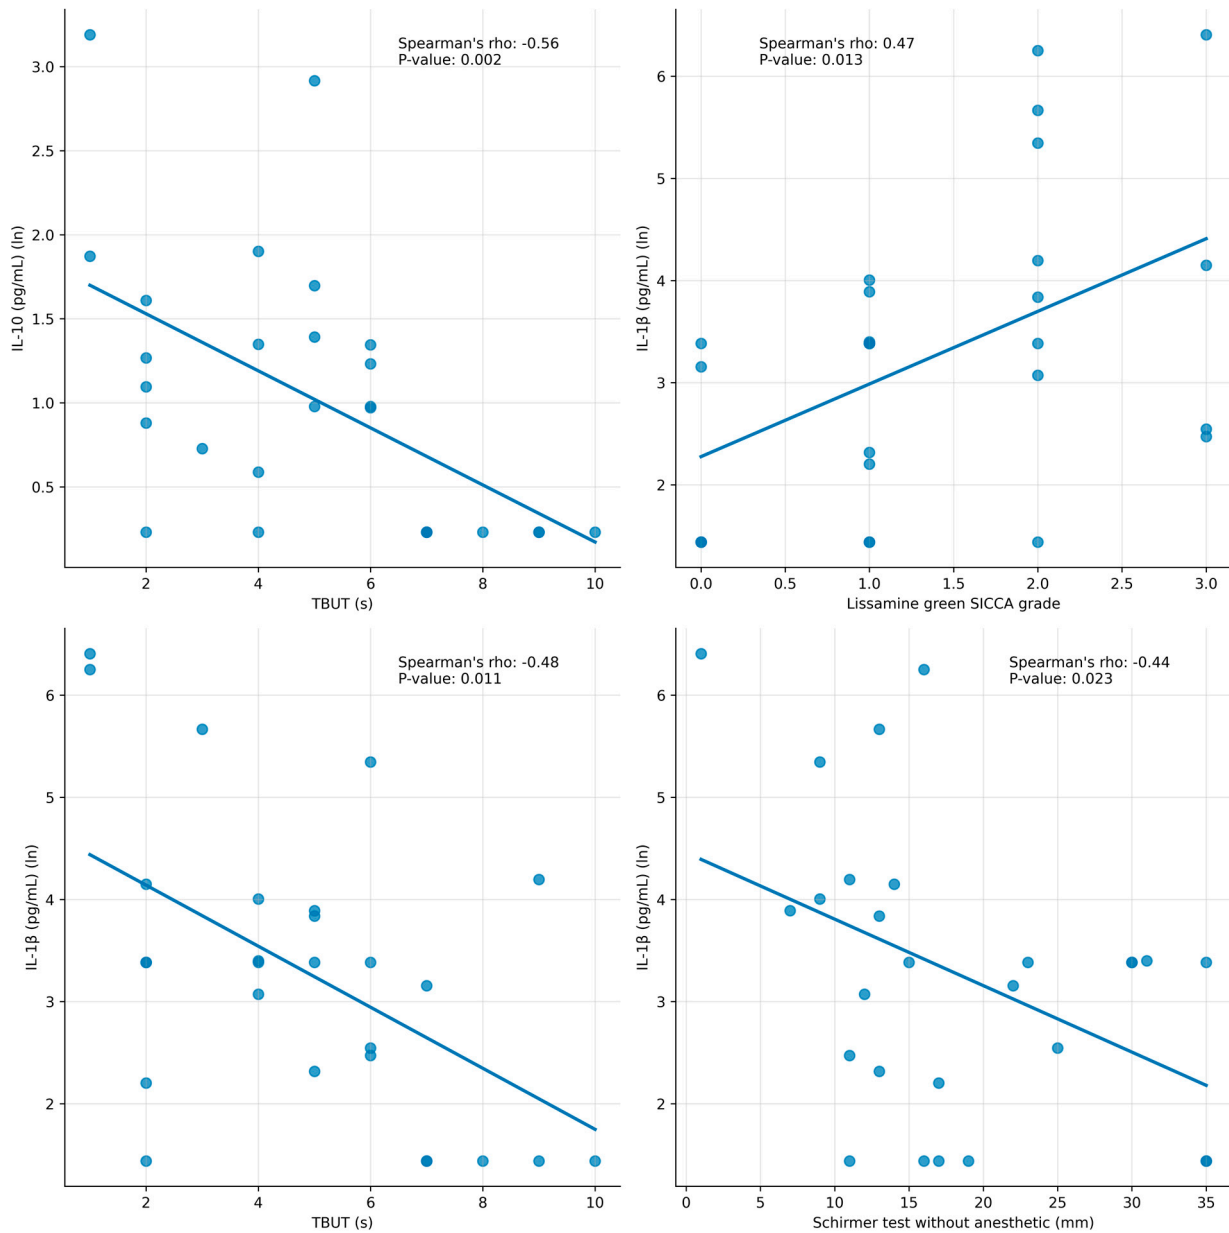 Spearman's rho: -0.56
P-value: 0.002
3.0
2.5
2.0
1.5
1.0
0.5
IL-10 (pg/mL) (ln)
2 4 6 8 10
TBUT (s)
Spearman's rho: 0.47
P-value: 0.013
6
5
4
3
2
IL-1β (pg/mL) (ln)
0.0 0.5 1.0 1.5 2.0 2.5 3.0
Lissamine green SICCA grade
Spearman's rho: -0.48
P-value: 0.011
6
5
4
3
2
IL-1β (pg/mL) (ln)
2 4 6 8 10
TBUT (s)
Spearman's rho: -0.44
P-value: 0.023
6
5
4
3
2
IL-1β (pg/mL) (ln)
0 5 10 15 20 25 30 35
Schirmer test without anesthetic (mm)